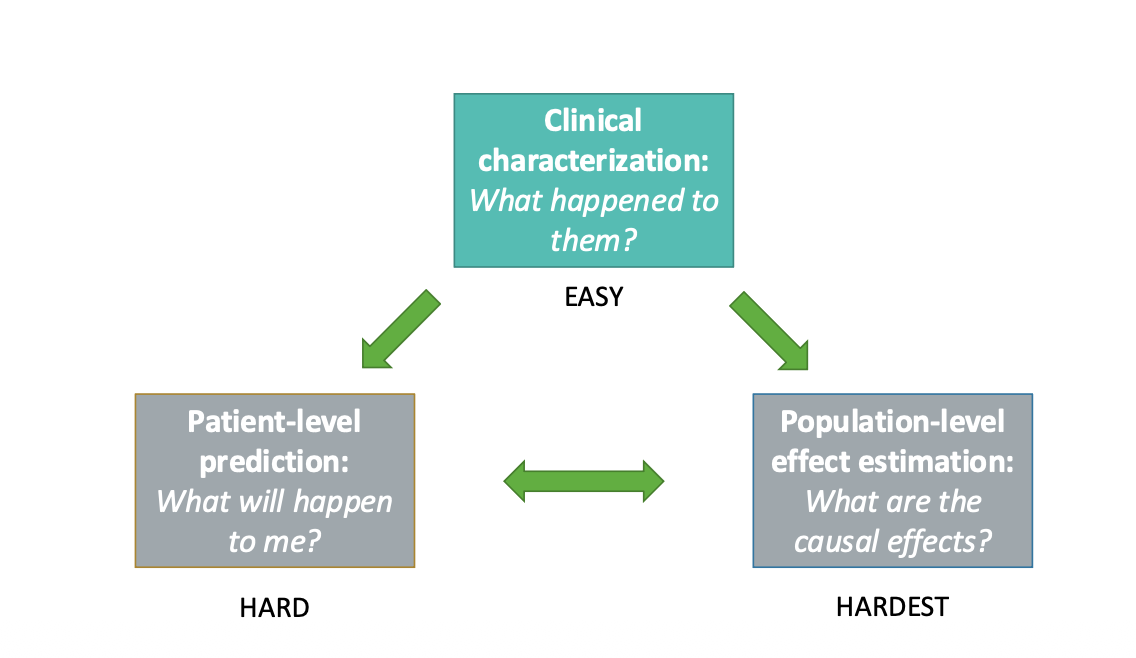 Clinical
characterization:
What happened to
them?
EASY
Patient-level
prediction:
What will happen
to me?
HARD
Population-level
effect estimation:
What are the
causal effects?
HARDEST